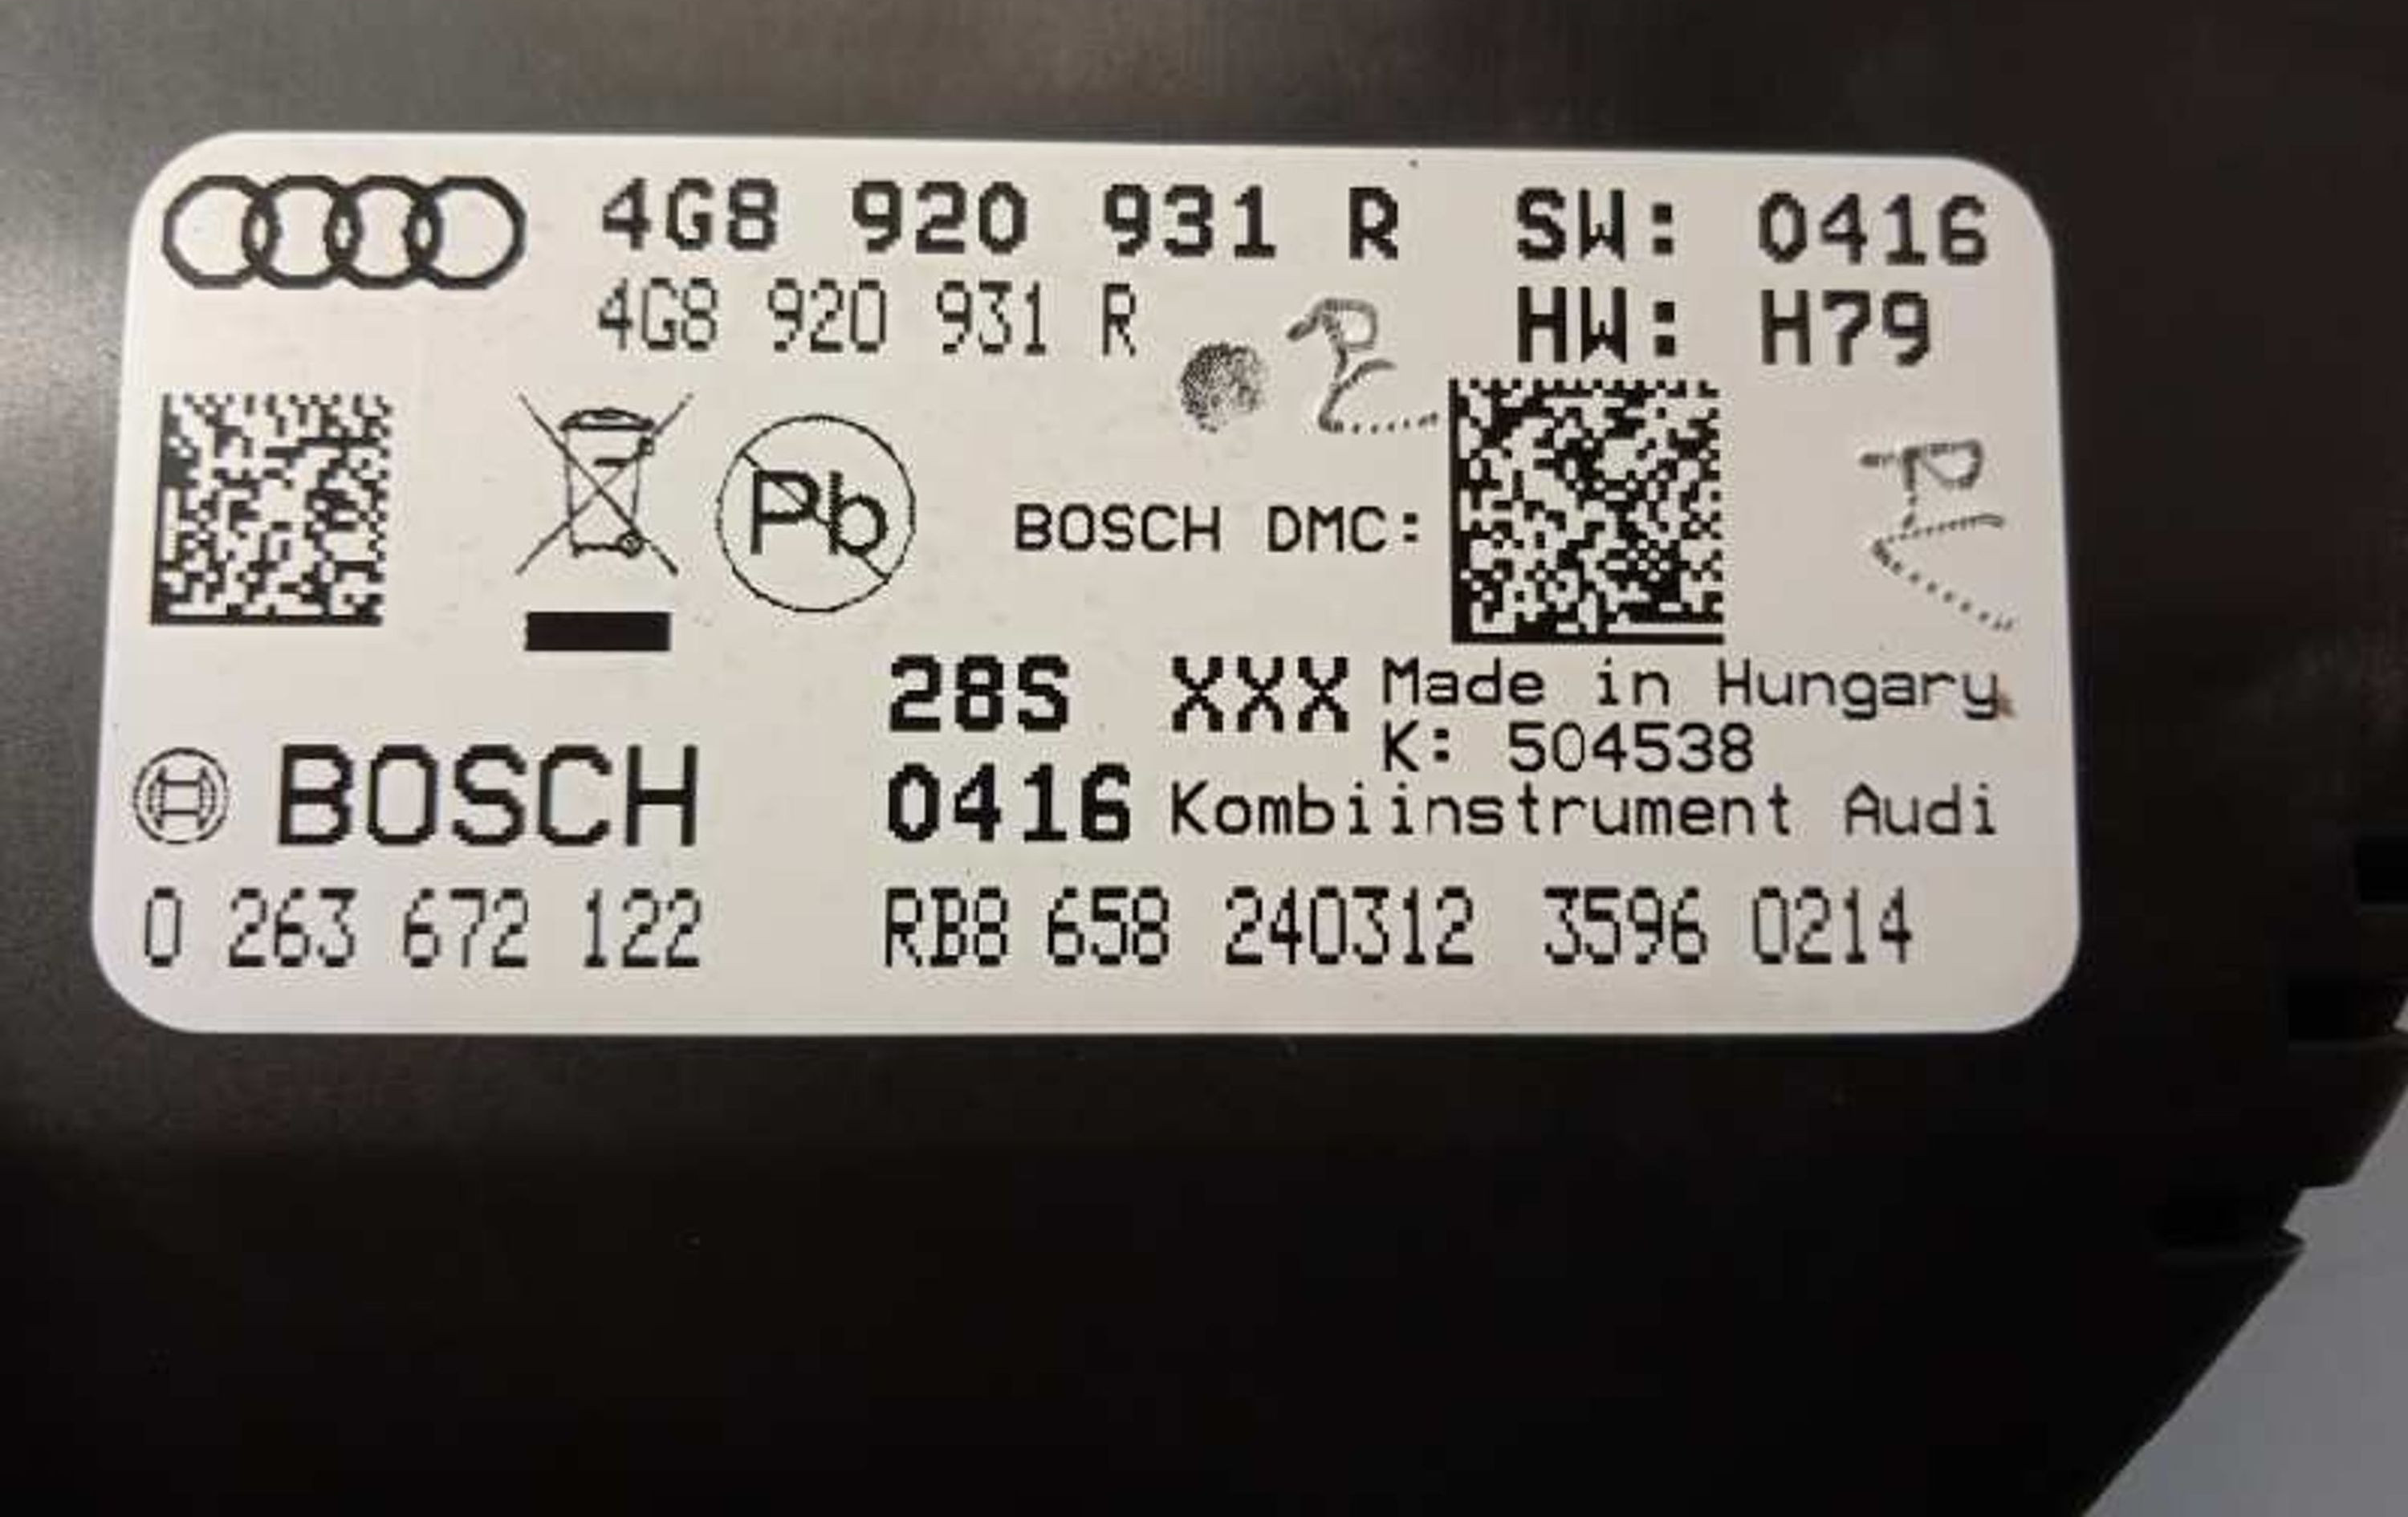 4G8 920 931 R SW: 0416
4G8 920 931 R HW: H79
Pb
BOSCH DMC:
28S XXX Made in Hungary
K: 504538
BOSCH 0416 Kombiinstrument Audi
0 263 672 122 RB8 658 240312 3596 0214